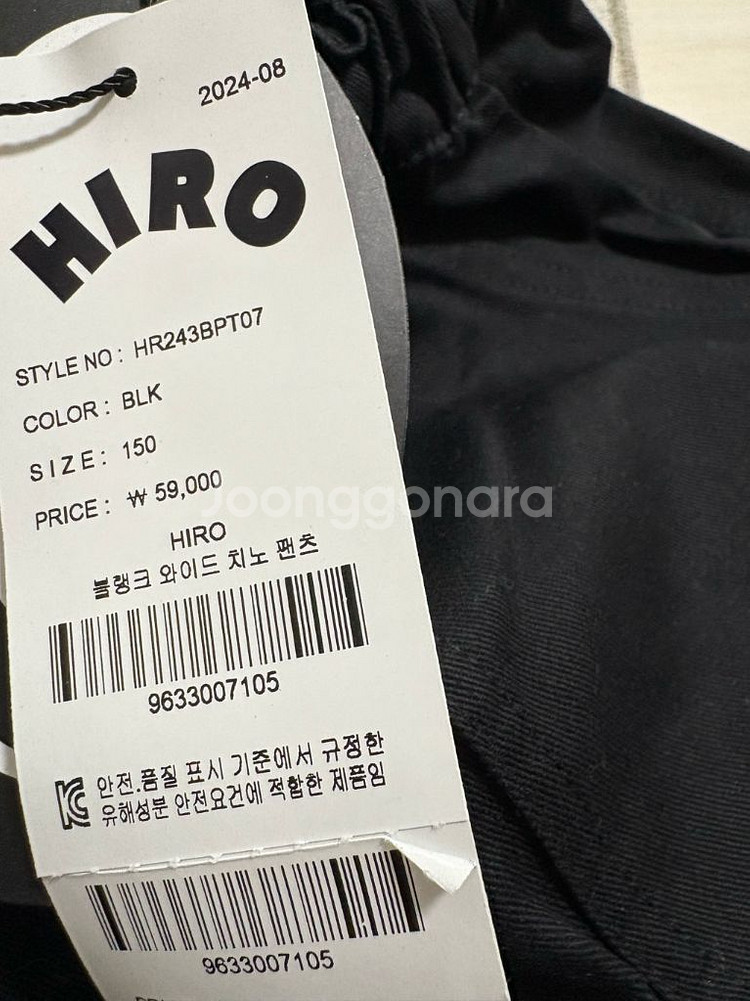 2024-08
HIRO
STYLE NO : HR243BPT07
COLOR : BLK
SIZE : 150
PRICE : ₩ 59,000
Joonggonara
HIRO
블랭크 와이드 치노 팬츠
9633007105
안전.품질 표시 기준에서 규정한
유해성분 안전요건에 적합한 제품임
9633007105